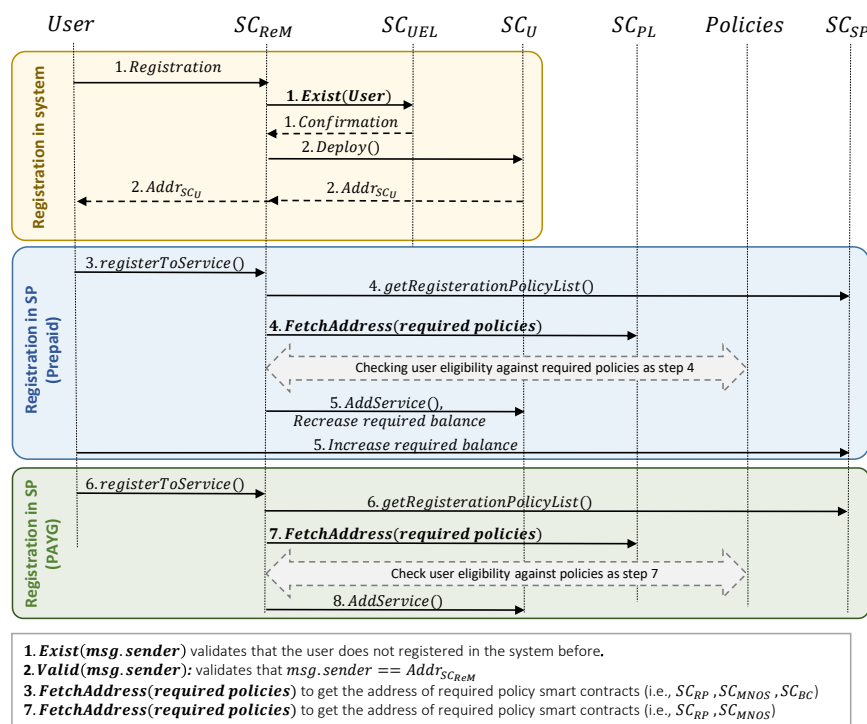 User SC_ReM SC_UEL SC_U SC_PL Policies SC_SP
Registration in system
1. Registration
1. Exist(User)
1. Confirmation
2. Deploy()
2. Addr_SC_U 2. Addr_SC_U
Registration in SP
(Prepaid)
3. registerToService()
4. getRegisterationPolicyList()
4. FetchAddress(required policies)
Checking user eligibility against required policies as step 4
5. AddService(),
Recrease required balance
5. Increase required balance
Registration in SP
(PAYG)
6. registerToService()
6. getRegisterationPolicyList()
7. FetchAddress(required policies)
Check user eligibility against policies as step 7
8. AddService()
1. Exist(msg.sender) validates that the user does not registered in the system before.
2. Valid(msg.sender): validates that msg.sender == Addr_SC_ReM
3. FetchAddress(required policies) to get the address of required policy smart contracts (i.e., SC_RP , SC_MNOS , SC_BC)
7. FetchAddress(required policies) to get the address of required policy smart contracts (i.e., SC_RP , SC_MNOS)